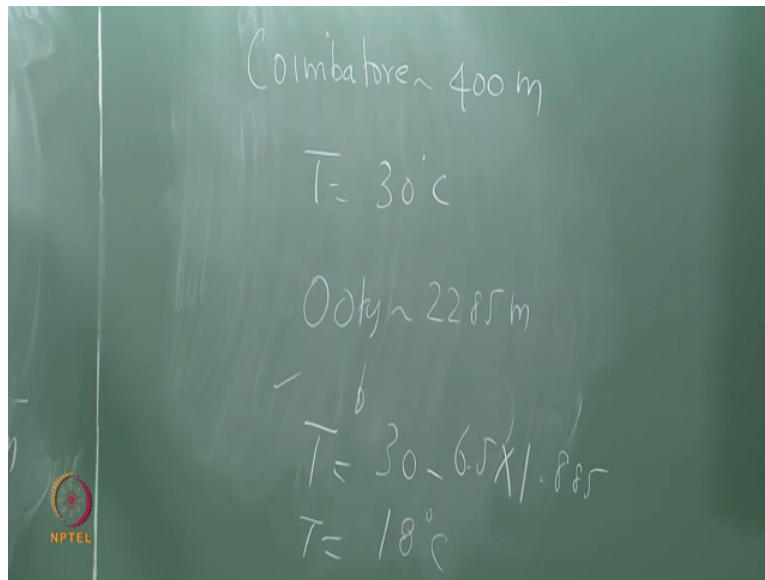 Coimbatore ~ 400 m
T = 30°C
Ooty ~ 2285 m
T = 30 - 6.5 X 1.885
T = 18°C
NPTEL